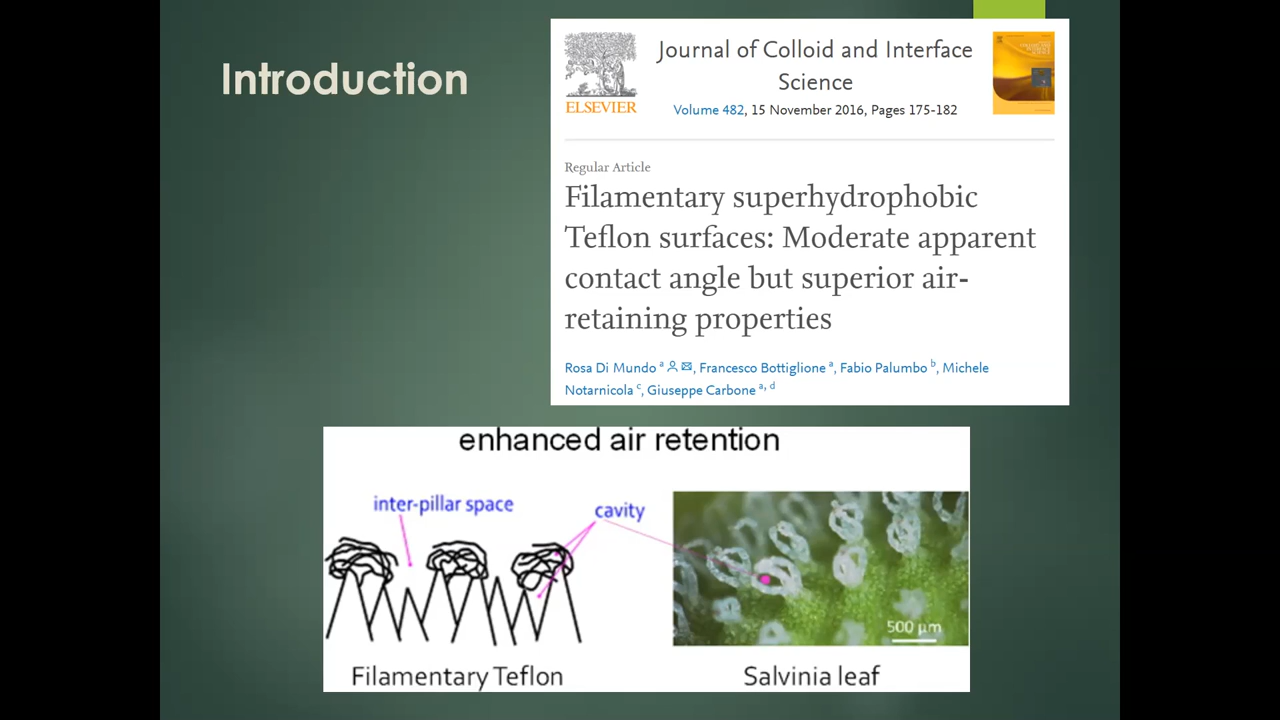 Introduction
ELSEVIER
Journal of Colloid and Interface
Science
Volume 482, 15 November 2016, Pages 175-182
Regular Article
Filamentary superhydrophobic
Teflon surfaces: Moderate apparent
contact angle but superior air-
retaining properties
Rosa Di Mundo a, Francesco Bottiglione a, Fabio Palumbo b, Michele
Notarnicola c, Giuseppe Carbone a, d
enhanced air retention
inter-pillar space
cavity
500 µm
Filamentary Teflon
Salvinia leaf